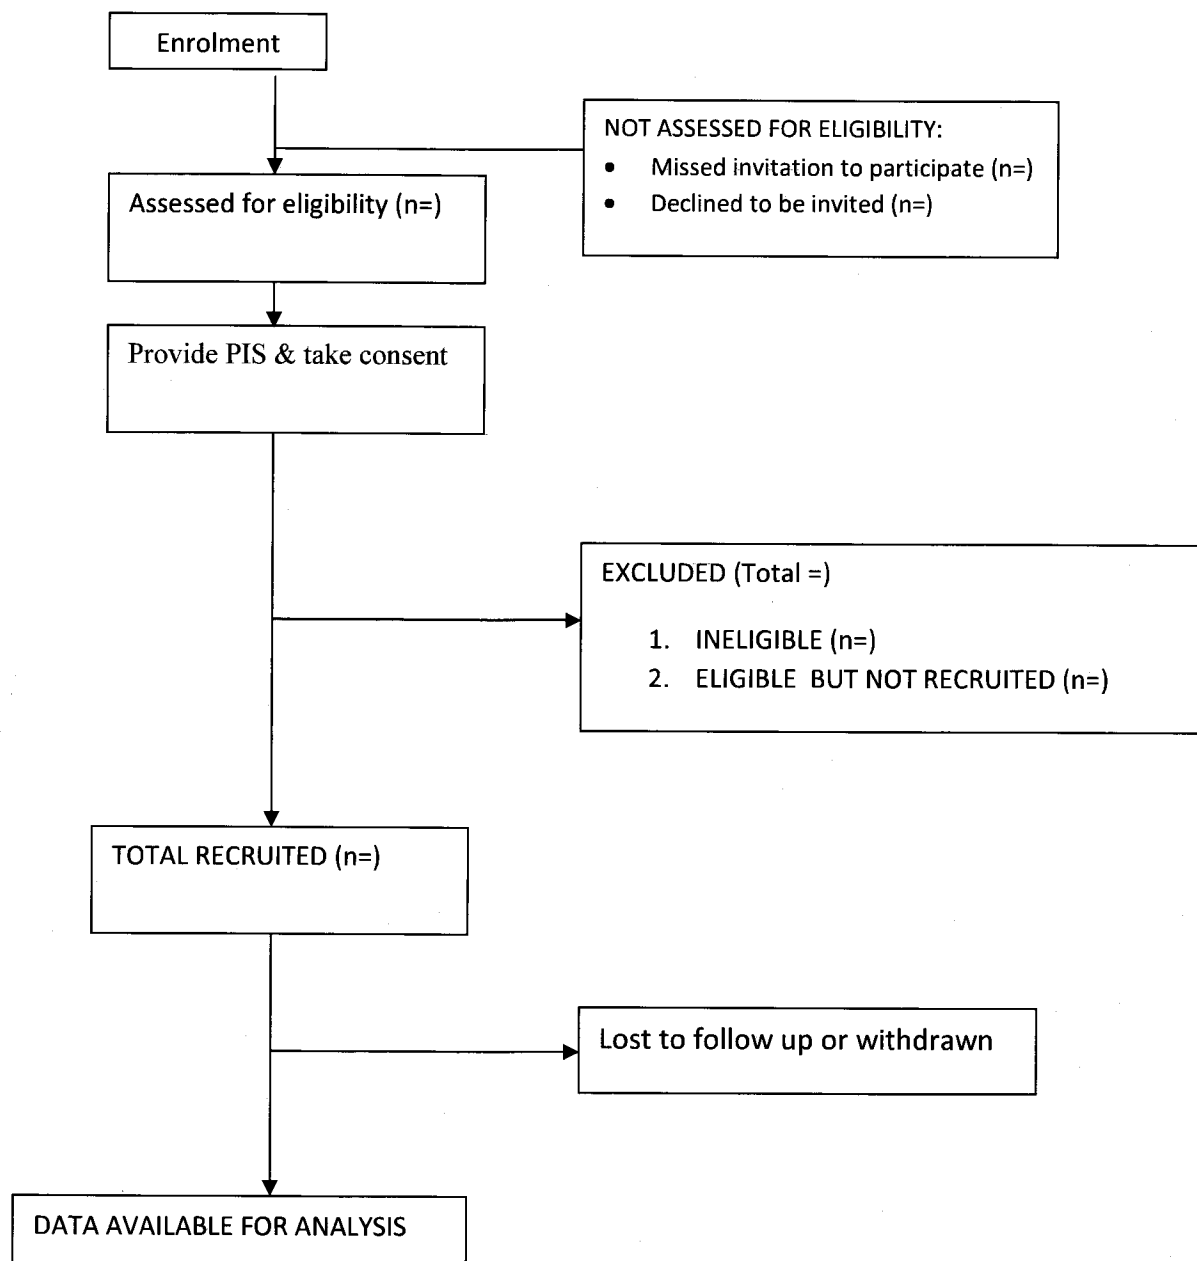 Enrolment
NOT ASSESSED FOR ELIGIBILITY:
• Missed invitation to participate (n=)
• Declined to be invited (n=)
Assessed for eligibility (n=)
Provide PIS & take consent
EXCLUDED (Total =)
1. INELIGIBLE (n=)
2. ELIGIBLE BUT NOT RECRUITED (n=)
TOTAL RECRUITED (n=)
Lost to follow up or withdrawn
DATA AVAILABLE FOR ANALYSIS